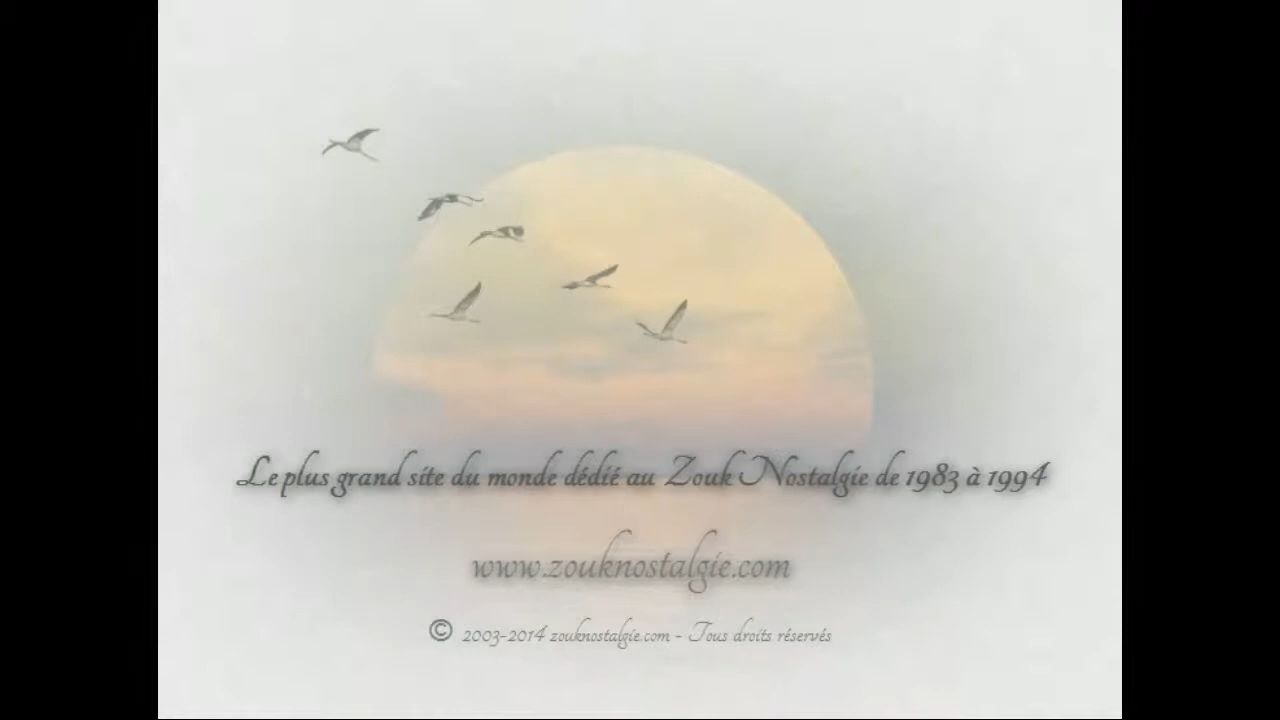 Le plus grand site du monde dédié au Zouk Nostalgie de 1983 à 1994
www.zouknostalgie.com
© 2003-2014 zouknostalgie.com - Tous droits réservés